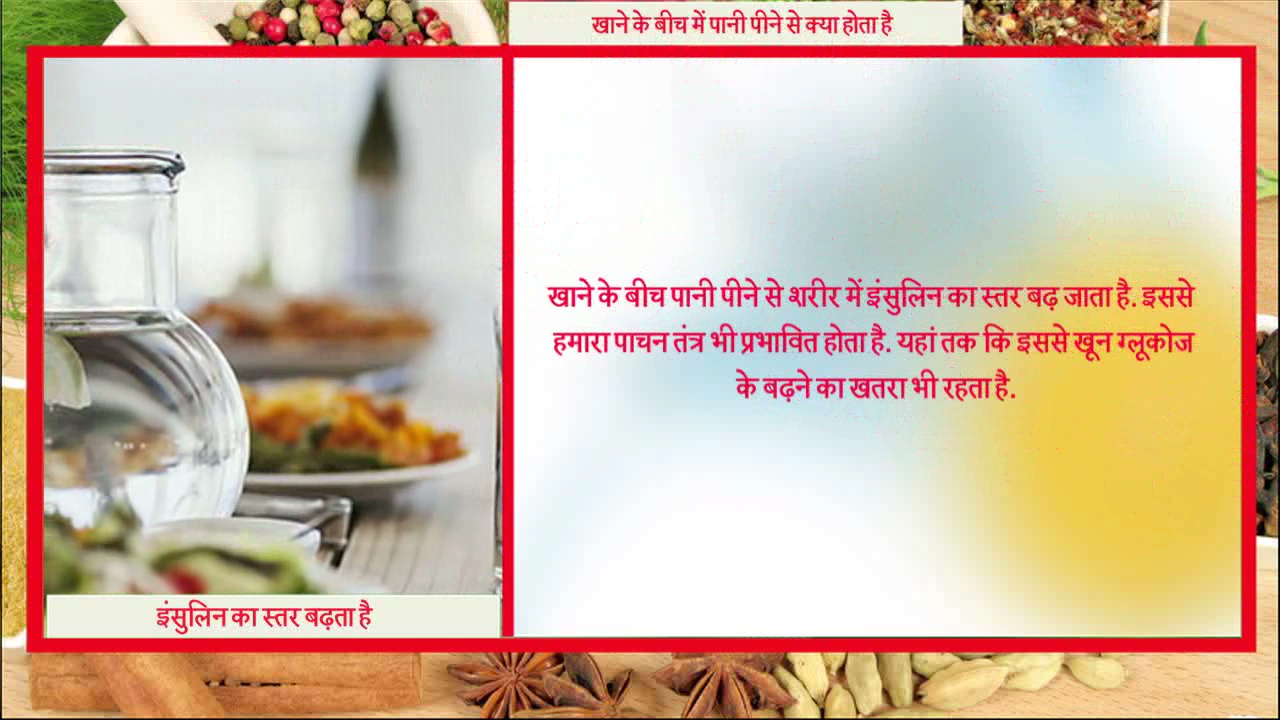 खाने के बीच में पानी पीने से क्या होता है
खाने के बीच पानी पीने से शरीर में इंसुलिन का स्तर बढ़ जाता है. इससे
हमारा पाचन तंत्र भी प्रभावित होता है. यहां तक कि इससे खून ग्लूकोज
के बढ़ने का खतरा भी रहता है.
इंसुलिन का स्तर बढ़ता है